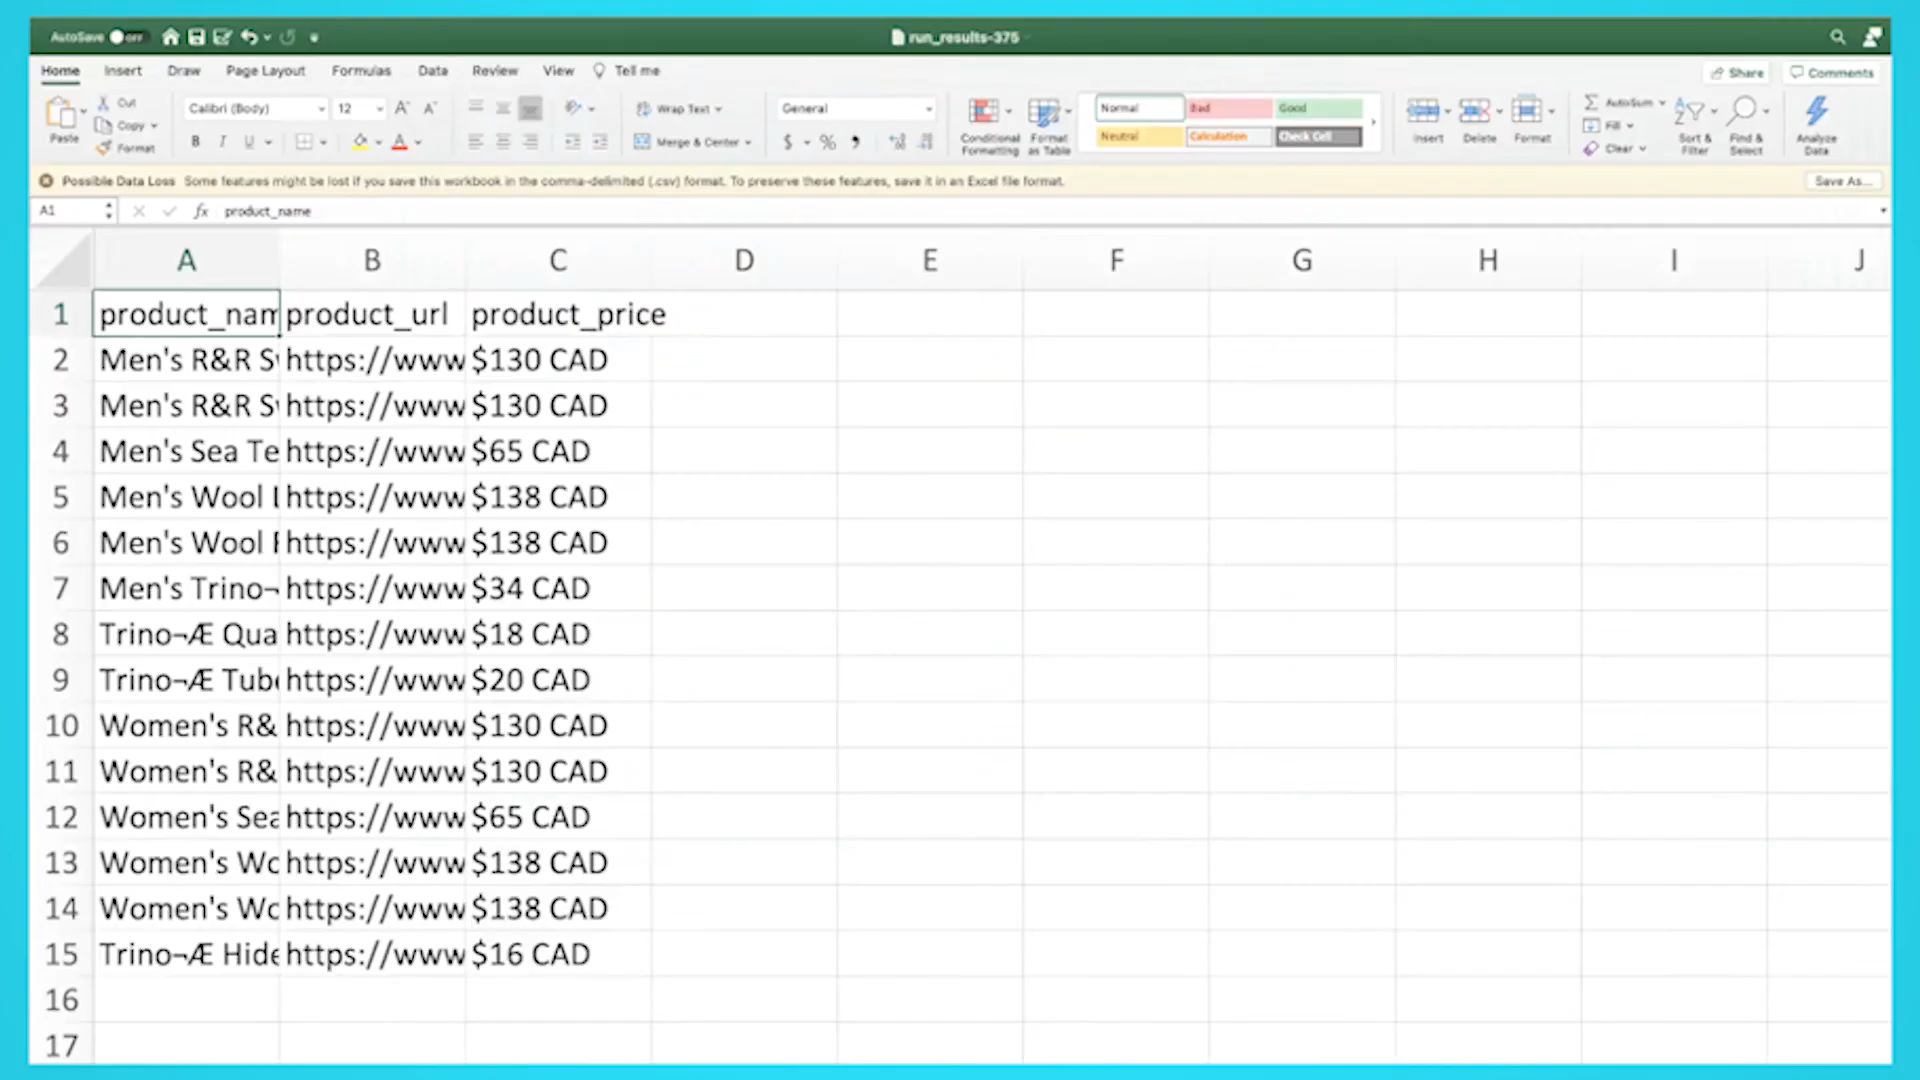 AutoSave OFF run_results-375
Home Insert Draw Page Layout Formulas Data Review View Tell me Share Comments
Paste Cut Copy Format
Calibri (Body) 12 A A
B I U A
Wrap Text
Merge & Center
General
$ % ,
Conditional Formatting Format as Table
Normal Bad Good
Neutral Calculation Check Cell
Insert Delete Format
AutoSum
Fill
Clear
Sort & Filter Find & Select Analyze Data
Possible Data Loss Some features might be lost if you save this workbook in the comma-delimited (.csv) format. To preserve these features, save it in an Excel file format. Save As...
A1 fx product_name
A B C D E F G H I J
1 product_nam product_url product_price
2 Men's R&R S https://www $130 CAD
3 Men's R&R S https://www $130 CAD
4 Men's Sea Te https://www $65 CAD
5 Men's Wool https://www $138 CAD
6 Men's Wool https://www $138 CAD
7 Men's Trino¬ https://www $34 CAD
8 Trino¬Æ Qua https://www $18 CAD
9 Trino¬Æ Tub https://www $20 CAD
10 Women's R& https://www $130 CAD
11 Women's R& https://www $130 CAD
12 Women's Sea https://www $65 CAD
13 Women's Wo https://www $138 CAD
14 Women's Wo https://www $138 CAD
15 Trino¬Æ Hide https://www $16 CAD
16
17